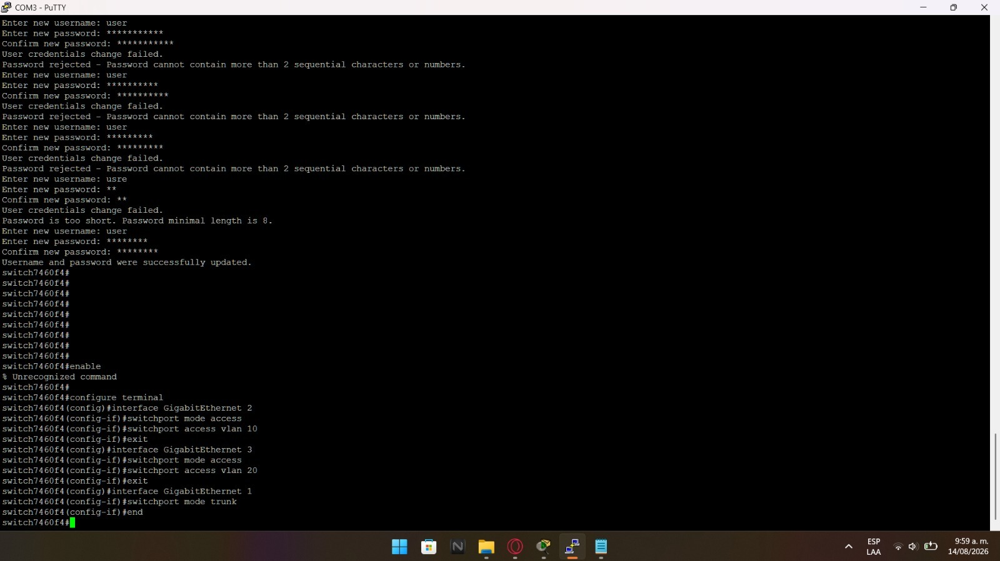 COM3 - PuTTY
Enter new username: user
Enter new password: ***********
Confirm new password: ***********
User credentials change failed.
Password rejected - Password cannot contain more than 2 sequential characters or numbers.
Enter new username: user
Enter new password: **********
Confirm new password: **********
User credentials change failed.
Password rejected - Password cannot contain more than 2 sequential characters or numbers.
Enter new username: user
Enter new password: *********
Confirm new password: *********
User credentials change failed.
Password rejected - Password cannot contain more than 2 sequential characters or numbers.
Enter new username: usre
Enter new password: **
Confirm new password: **
User credentials change failed.
Password is too short. Password minimal length is 8.
Enter new username: user
Enter new password: ********
Confirm new password: ********
Username and password were successfully updated.
switch7460f4#
switch7460f4#
switch7460f4#
switch7460f4#
switch7460f4#
switch7460f4#
switch7460f4#
switch7460f4#
switch7460f4#
switch7460f4#enable
% Unrecognized command
switch7460f4#
switch7460f4#configure terminal
switch7460f4(config)#interface GigabitEthernet 2
switch7460f4(config-if)#switchport mode access
switch7460f4(config-if)#switchport access vlan 10
switch7460f4(config-if)#exit
switch7460f4(config)#interface GigabitEthernet 3
switch7460f4(config-if)#switchport mode access
switch7460f4(config-if)#switchport access vlan 20
switch7460f4(config-if)#exit
switch7460f4(config)#interface GigabitEthernet 1
switch7460f4(config-if)#switchport mode trunk
switch7460f4(config-if)#end
switch7460f4#
ESP
LAA
9:59 a. m.
14/08/2026